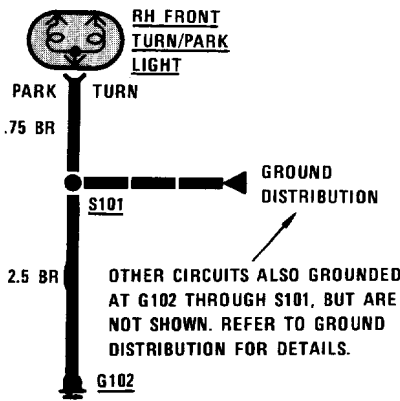 RH FRONT
TURN/PARK
LIGHT
PARK TURN
.75 BR
GROUND
DISTRIBUTION
S101
2.5 BR
OTHER CIRCUITS ALSO GROUNDED
AT G102 THROUGH S101, BUT ARE
NOT SHOWN. REFER TO GROUND
DISTRIBUTION FOR DETAILS.
G102